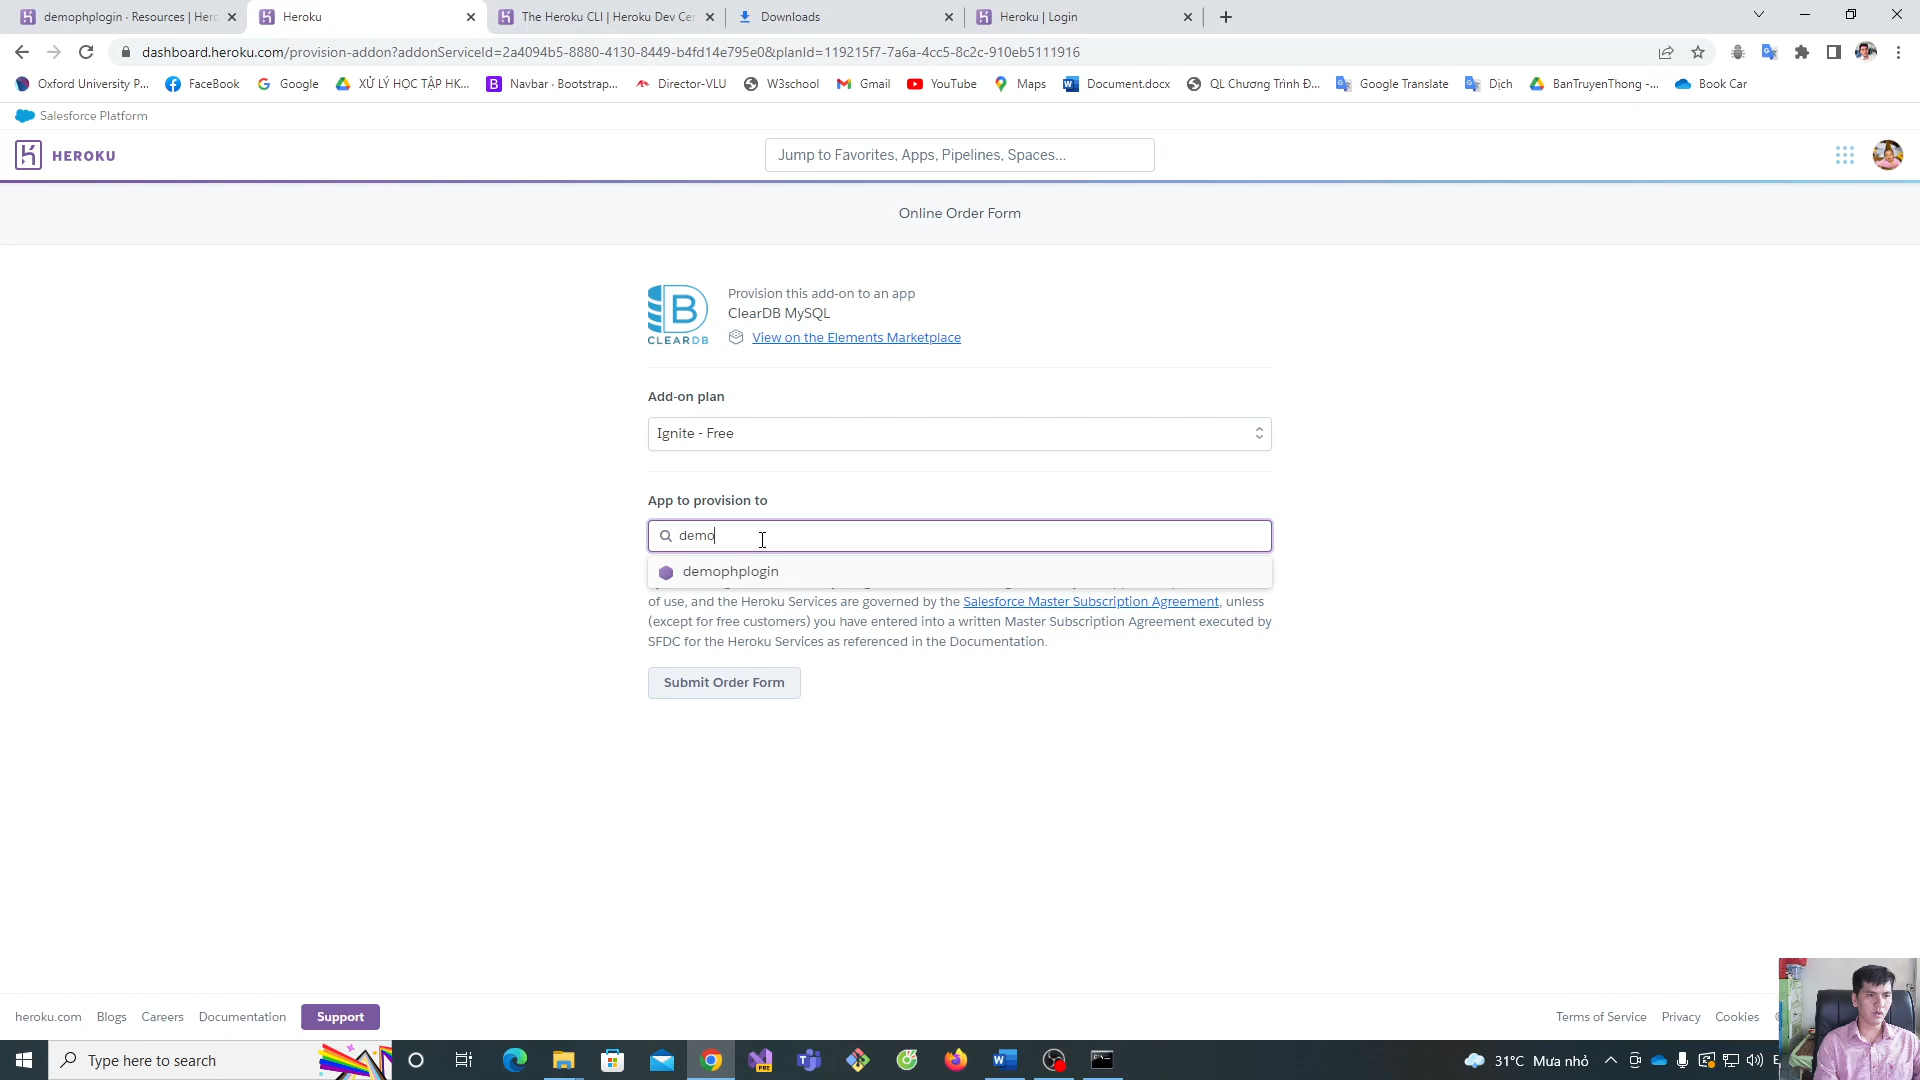 demophplogin · Resources | Herc
Heroku
The Heroku CLI | Heroku Dev Cer
Downloads
Heroku | Login
dashboard.heroku.com/provision-addon?addonServiceId=2a4094b5-8880-4130-8449-b4fd14e795e0&planId=119215f7-7a6a-4cc5-8c2c-910eb5111916
Oxford University P...
FaceBook
Google
XỬ LÝ HỌC TẬP HK...
Navbar · Bootstrap...
Director-VLU
W3school
Gmail
YouTube
Maps
Document.docx
QL Chương Trình Đ...
Google Translate
Dịch
BanTruyenThong -...
Book Car
Salesforce Platform
HEROKU
Jump to Favorites, Apps, Pipelines, Spaces...
Online Order Form
CLEARDB
Provision this add-on to an app
ClearDB MySQL
View on the Elements Marketplace
Add-on plan
Ignite - Free
App to provision to
demo
demophplogin
of use, and the Heroku Services are governed by the Salesforce Master Subscription Agreement, unless
(except for free customers) you have entered into a written Master Subscription Agreement executed by
SFDC for the Heroku Services as referenced in the Documentation.
Submit Order Form
heroku.com
Blogs
Careers
Documentation
Support
Terms of Service
Privacy
Cookies
Type here to search
31°C Mưa nhỏ